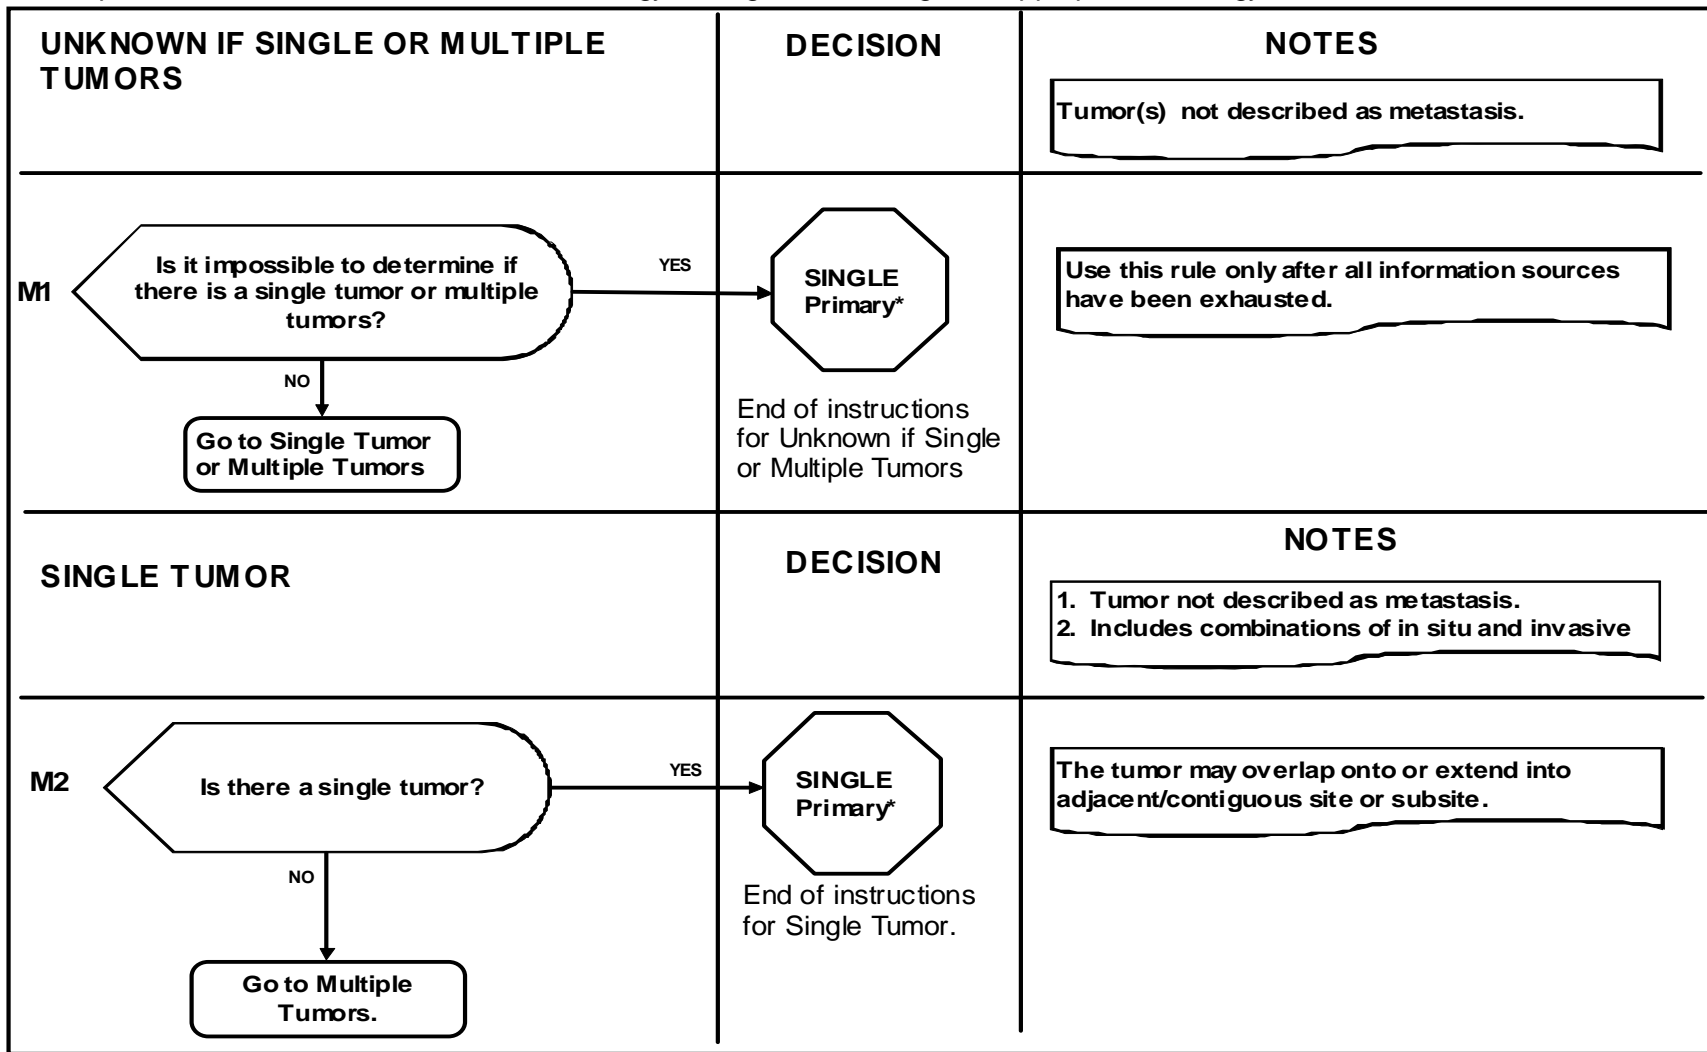 UNKNOWN IF SINGLE OR MULTIPLE
TUMORS
DECISION
NOTES
Tumor(s) not described as metastasis.
M1
Is it impossible to determine if
there is a single tumor or multiple
tumors?
YES
SINGLE
Primary*
Use this rule only after all information sources
have been exhausted.
NO
Go to Single Tumor
or Multiple Tumors
End of instructions
for Unknown if Single
or Multiple Tumors
SINGLE TUMOR
DECISION
NOTES
1. Tumor not described as metastasis.
2. Includes combinations of in situ and invasive
M2
Is there a single tumor?
YES
SINGLE
Primary*
The tumor may overlap onto or extend into
adjacent/contiguous site or subsite.
NO
End of instructions
for Single Tumor.
Go to Multiple
Tumors.